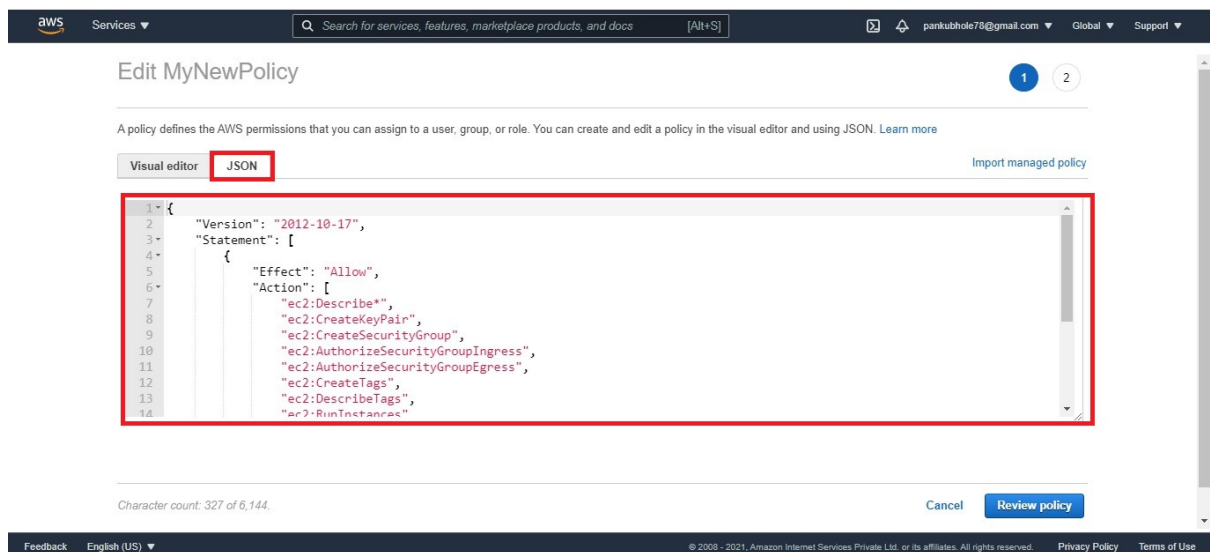 aws Services ▼ Search for services, features, marketplace products, and docs [Alt+S] pankubhole78@gmail.com ▼ Global ▼ Support ▼
Edit MyNewPolicy 1 2
A policy defines the AWS permissions that you can assign to a user, group, or role. You can create and edit a policy in the visual editor and using JSON. Learn more
Visual editor JSON Import managed policy
1 {
2 "Version": "2012-10-17",
3 "Statement": [
4 {
5 "Effect": "Allow",
6 "Action": [
7 "ec2:Describe*",
8 "ec2:CreateKeyPair",
9 "ec2:CreateSecurityGroup",
10 "ec2:AuthorizeSecurityGroupIngress",
11 "ec2:AuthorizeSecurityGroupEgress",
12 "ec2:CreateTags",
13 "ec2:DescribeTags",
14 "ec2:RunInstances"
Character count: 327 of 6,144. Cancel Review policy
Feedback English (US) ▼ © 2008 - 2021, Amazon Internet Services Private Ltd. or its affiliates. All rights reserved. Privacy Policy Terms of Use